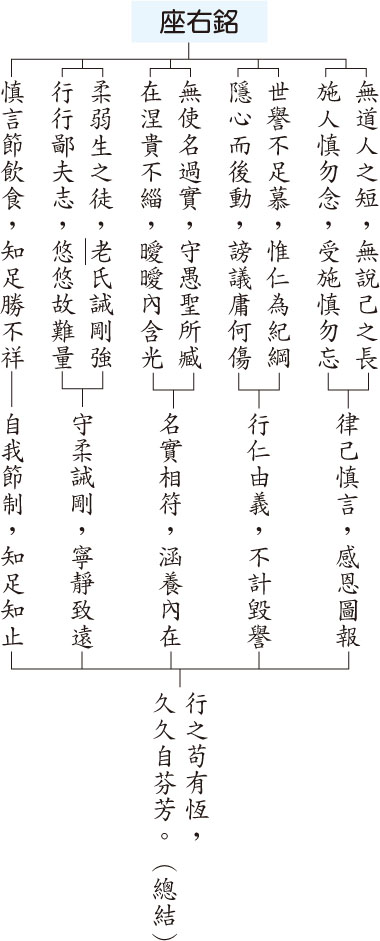 座右銘
無道人之短，無說己之長
施人慎勿念，受施慎勿忘
世譽不足慕，惟仁為紀綱
隱心而後動，謗議庸何傷
無使名過實，守愚聖所臧
在涅貴不緇，曖曖內含光
柔弱生之徒，老氏誡剛強
行行鄙夫志，悠悠故難量
慎言節飲食，知足勝不祥
律己慎言，感恩圖報
行仁由義，不計毀譽
名實相符，涵養內在
守柔誡剛，寧靜致遠
自我節制，知足知止
行之苟有恆，
久久自芬芳。（總結）